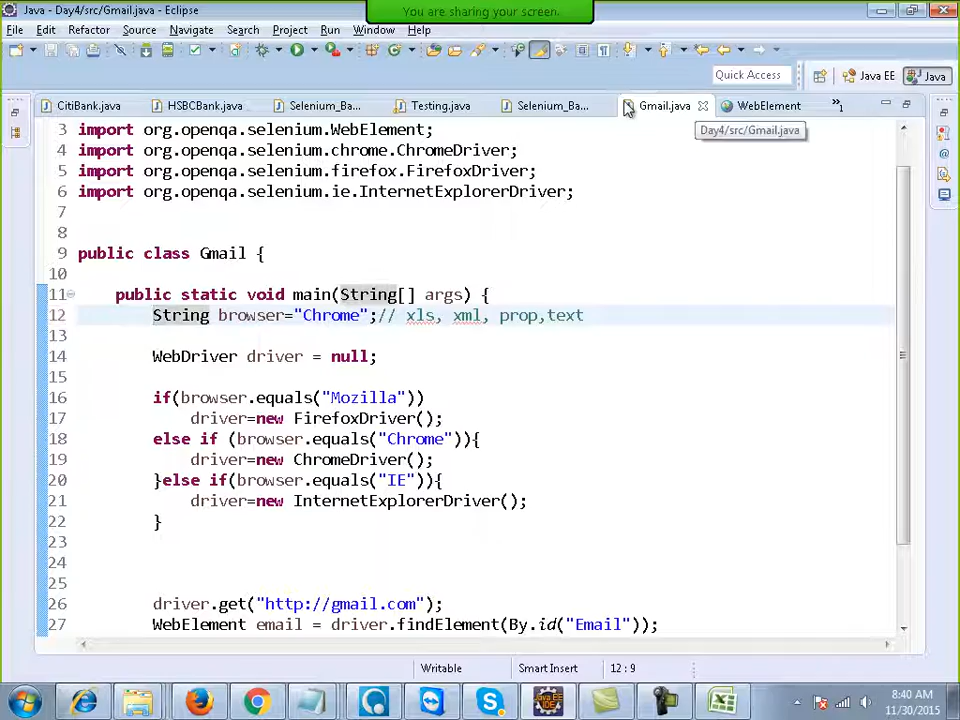 Java - Day4/src/Gmail.java - Eclipse
You are sharing your screen.
File Edit Refactor Source Navigate Search Project Run Window Help
Quick Access
Java EE
Java
CitiBank.java
HSBCBank.java
Selenium_Ba...
Testing.java
Selenium_Ba...
Gmail.java
WebElement
»1
Day4/src/Gmail.java
3 import org.openqa.selenium.WebElement;
4 import org.openqa.selenium.chrome.ChromeDriver;
5 import org.openqa.selenium.firefox.FirefoxDriver;
6 import org.openqa.selenium.ie.InternetExplorerDriver;
7
8
9 public class Gmail {
10
11 public static void main(String[] args) {
12 String browser="Chrome";// xls, xml, prop,text
13
14 WebDriver driver = null;
15
16 if(browser.equals("Mozilla"))
17 driver=new FirefoxDriver();
18 else if (browser.equals("Chrome")){
19 driver=new ChromeDriver();
20 }else if(browser.equals("IE")){
21 driver=new InternetExplorerDriver();
22 }
23
24
25
26 driver.get("http://gmail.com");
27 WebElement email = driver.findElement(By.id("Email"));
Writable
Smart Insert
12 : 9
8:40 AM
11/30/2015